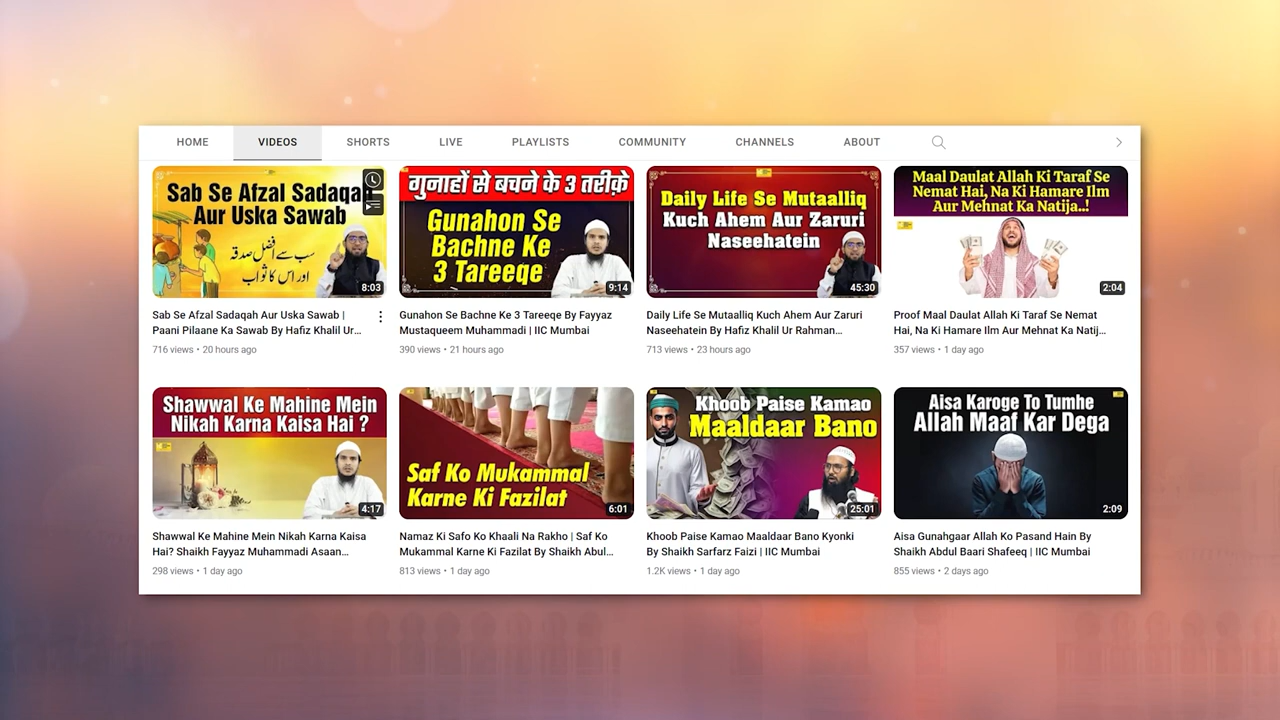 HOME VIDEOS SHORTS LIVE PLAYLISTS COMMUNITY CHANNELS ABOUT
Sab Se Afzal Sadaqah
Aur Uska Sawab
سب سے افضل صدقہ
اور اس کا ثواب
8:03
Sab Se Afzal Sadaqah Aur Uska Sawab |
Paani Pilaane Ka Sawab By Hafiz Khalil Ur...
716 views • 20 hours ago
गुनाहों से बचने के 3 तरीक़े
Gunahon Se
Bachne Ke
3 Tareeqe
9:14
Gunahon Se Bachne Ke 3 Tareeqe By Fayyaz
Mustaqueem Muhammadi | IIC Mumbai
390 views • 21 hours ago
Daily Life Se Mutaalliq
Kuch Ahem Aur Zaruri
Naseehatein
45:30
Daily Life Se Mutaalliq Kuch Ahem Aur Zaruri
Naseehatein By Hafiz Khalil Ur Rahman...
713 views • 23 hours ago
Maal Daulat Allah Ki Taraf Se
Nemat Hai, Na Ki Hamare Ilm
Aur Mehnat Ka Natija..!
2:04
Proof Maal Daulat Allah Ki Taraf Se Nemat
Hai, Na Ki Hamare Ilm Aur Mehnat Ka Natij...
357 views • 1 day ago
Shawwal Ke Mahine Mein
Nikah Karna Kaisa Hai ?
4:17
Shawwal Ke Mahine Mein Nikah Karna Kaisa
Hai? Shaikh Fayyaz Muhammadi Asaan...
298 views • 1 day ago
Saf Ko Mukammal
Karne Ki Fazilat
6:01
Namaz Ki Safo Ko Khaali Na Rakho | Saf Ko
Mukammal Karne Ki Fazilat By Shaikh Abul...
813 views • 1 day ago
Khoob Paise Kamao
Maaldaar Bano
25:01
Khoob Paise Kamao Maaldaar Bano Kyonki
By Shaikh Sarfarz Faizi | IIC Mumbai
1.2K views • 1 day ago
Aisa Karoge To Tumhe
Allah Maaf Kar Dega
2:09
Aisa Gunahgaar Allah Ko Pasand Hain By
Shaikh Abdul Baari Shafeeq | IIC Mumbai
855 views • 2 days ago